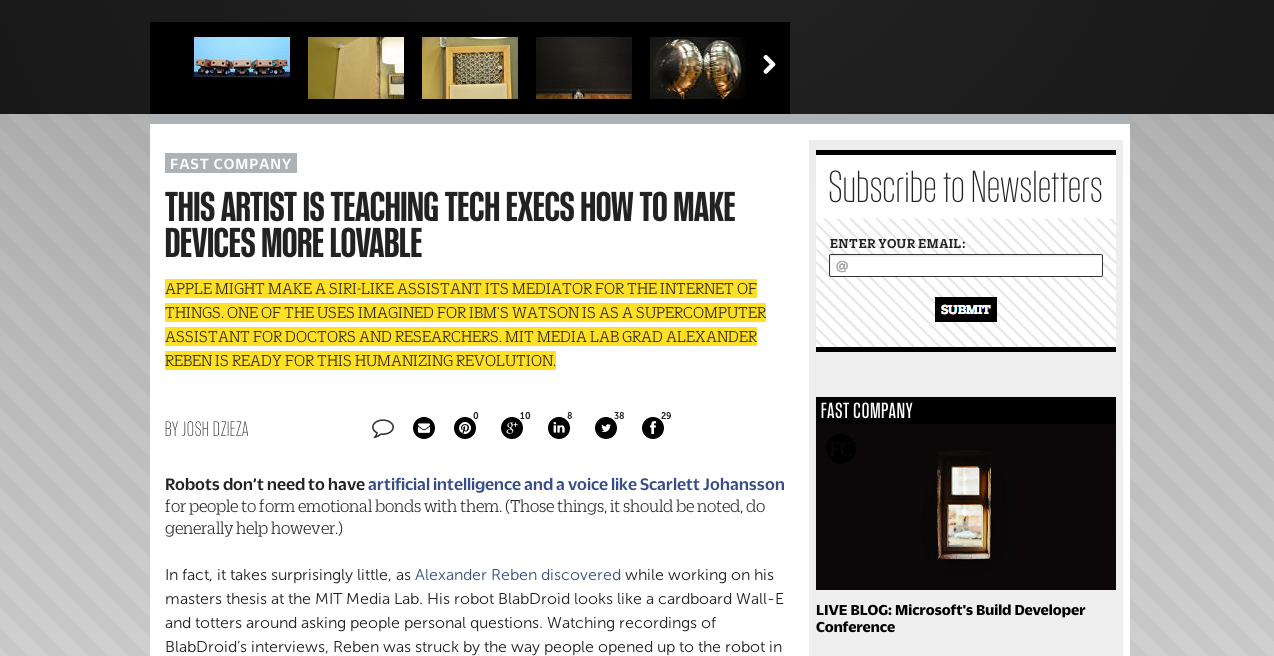 FAST COMPANY
THIS ARTIST IS TEACHING TECH EXECS HOW TO MAKE
DEVICES MORE LOVABLE
APPLE MIGHT MAKE A SIRI-LIKE ASSISTANT ITS MEDIATOR FOR THE INTERNET OF
THINGS. ONE OF THE USES IMAGINED FOR IBM'S WATSON IS AS A SUPERCOMPUTER
ASSISTANT FOR DOCTORS AND RESEARCHERS. MIT MEDIA LAB GRAD ALEXANDER
REBEN IS READY FOR THIS HUMANIZING REVOLUTION.
BY JOSH DZIEZA
0
10
8
38
29
Robots don’t need to have artificial intelligence and a voice like Scarlett Johansson
for people to form emotional bonds with them. (Those things, it should be noted, do
generally help however.)
In fact, it takes surprisingly little, as Alexander Reben discovered while working on his
masters thesis at the MIT Media Lab. His robot BlabDroid looks like a cardboard Wall-E
and totters around asking people personal questions. Watching recordings of
BlabDroid’s interviews, Reben was struck by the way people opened up to the robot in
Subscribe to Newsletters
ENTER YOUR EMAIL:
@
SUBMIT
FAST COMPANY
FC
LIVE BLOG: Microsoft's Build Developer
Conference